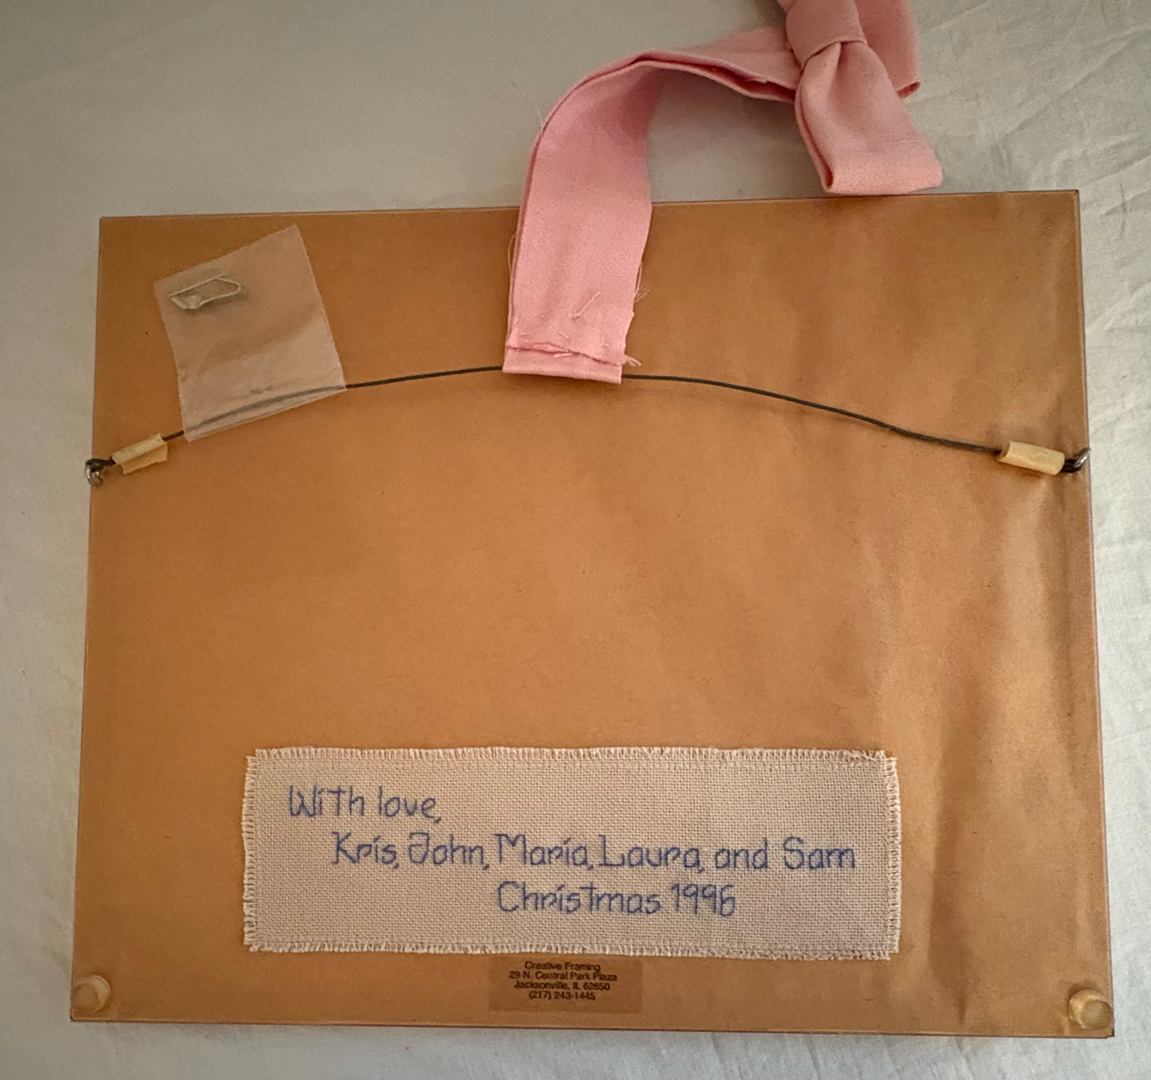 With love,
Kris, John, Maria, Laura, and Sam
Christmas 1996
Creative Framing
29 N. Central Park Plaza
Jacksonville, IL 62650
(217) 243-1445